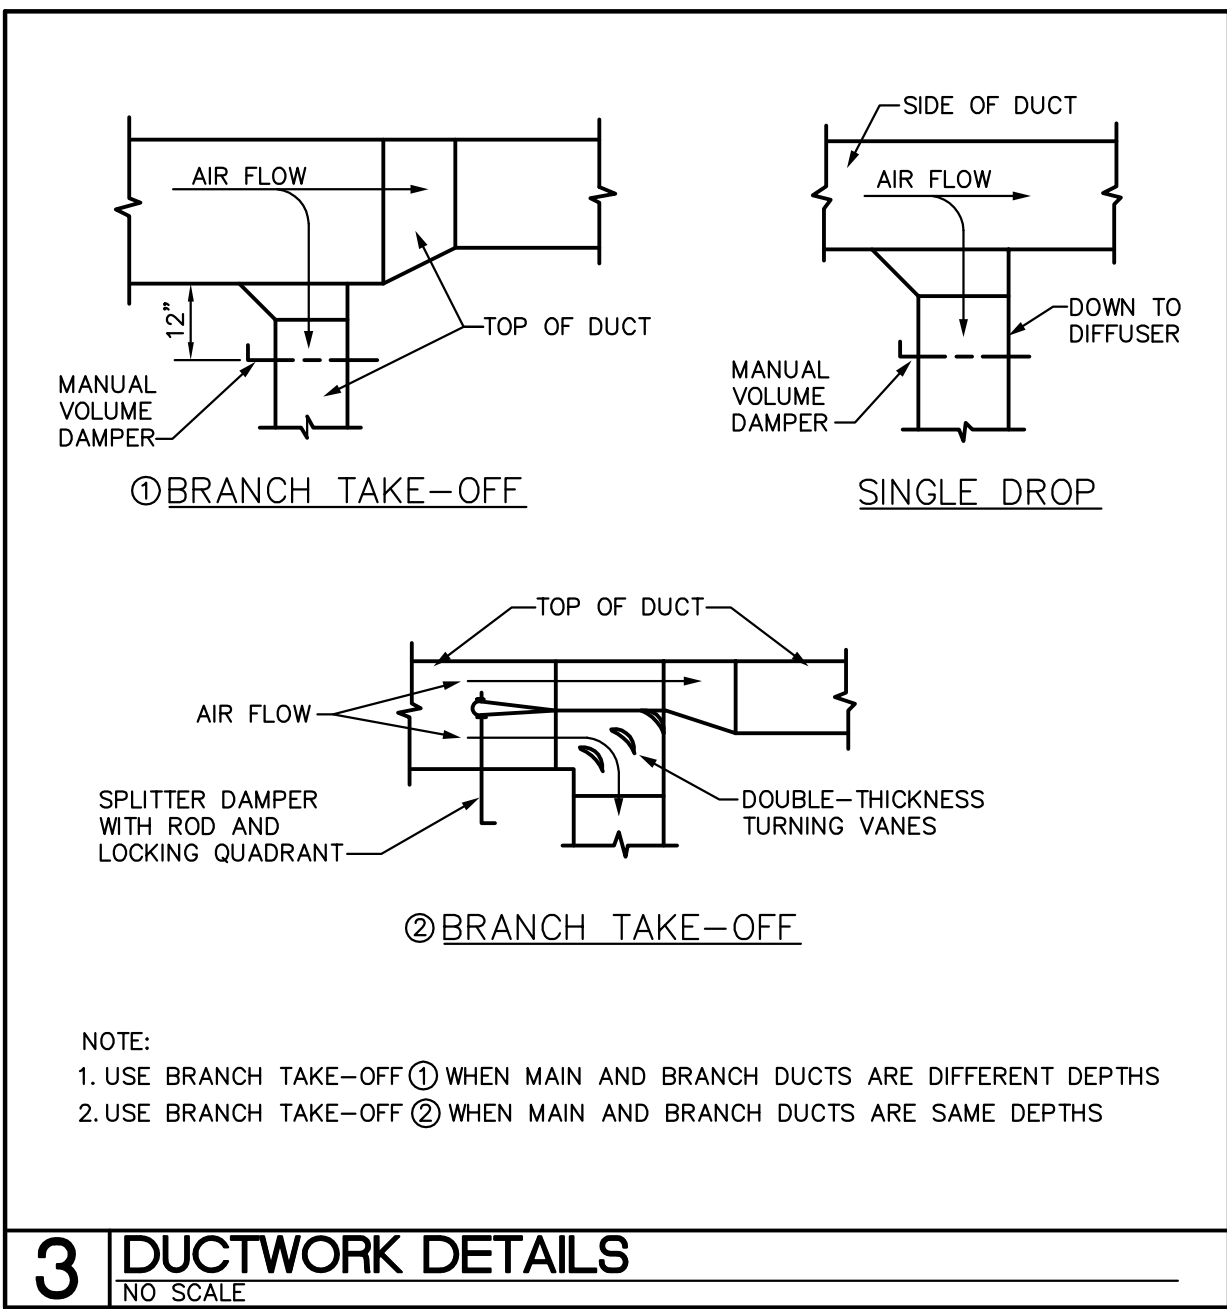 SIDE OF DUCT
AIR FLOW
AIR FLOW
12"
TOP OF DUCT
DOWN TO
DIFFUSER
MANUAL
VOLUME
DAMPER
MANUAL
VOLUME
DAMPER
① BRANCH TAKE-OFF
SINGLE DROP
TOP OF DUCT
AIR FLOW
SPLITTER DAMPER
WITH ROD AND
LOCKING QUADRANT
DOUBLE-THICKNESS
TURNING VANES
② BRANCH TAKE-OFF
NOTE:
1. USE BRANCH TAKE-OFF ① WHEN MAIN AND BRANCH DUCTS ARE DIFFERENT DEPTHS
2. USE BRANCH TAKE-OFF ② WHEN MAIN AND BRANCH DUCTS ARE SAME DEPTHS
3 DUCTWORK DETAILS
NO SCALE